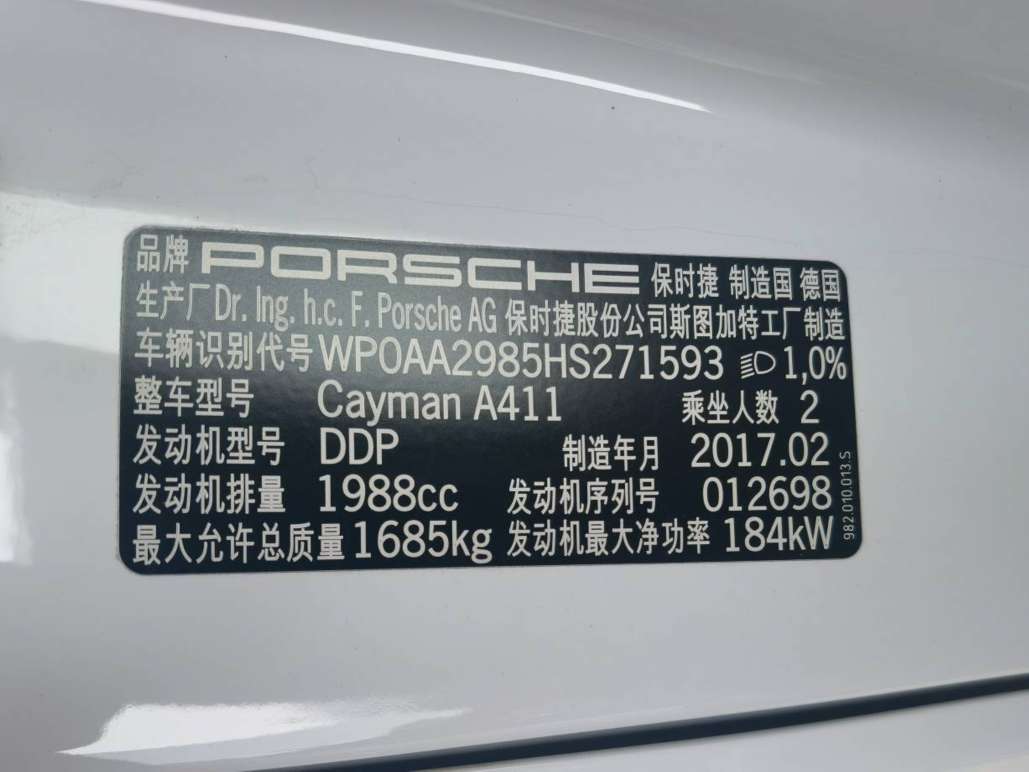 品牌 PORSCHE 保时捷 制造国 德国
生产厂 Dr. Ing. h.c. F. Porsche AG 保时捷股份公司斯图加特工厂制造
车辆识别代号 WP0AA2985HS271593 1,0%
整车型号 Cayman A411 乘坐人数 2
发动机型号 DDP 制造年月 2017.02
发动机排量 1988cc 发动机序列号 012698
最大允许总质量 1685kg 发动机最大净功率 184kW
982.010.013.S